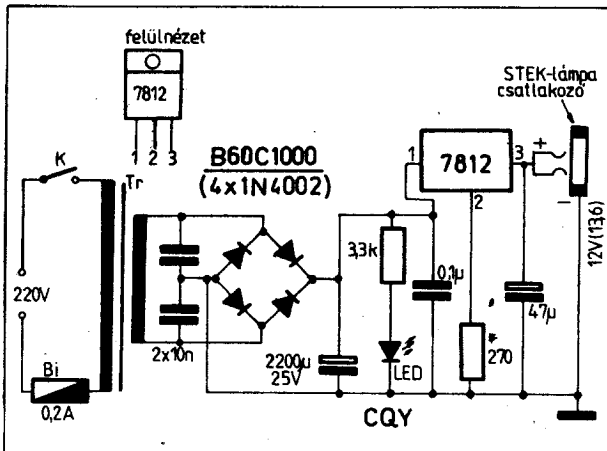 felülnézet
7812
1 2 3
STEK-lámpa
csatlakozó
K
Tr
B60C1000
(4x1N4002)
1
7812
3
+
2
−
12V(13,6)
220V
3,3k
0,1µ
47µ
2x10n
2200µ
25V
LED
*
270
Bi
0,2A
CQY